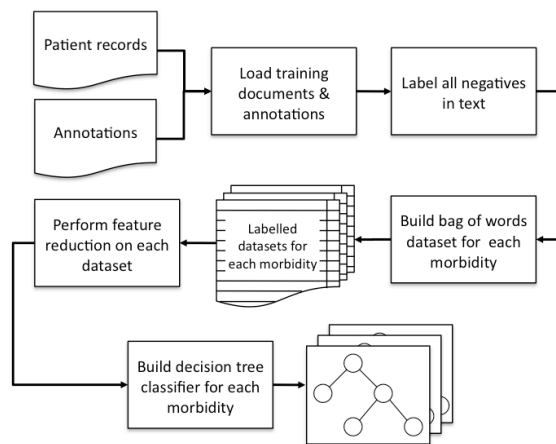 Patient records
Annotations
Load training
documents &
annotations
Label all negatives
in text
Build bag of words
dataset for each
morbidity
Labelled
datasets for
each morbidity
Perform feature
reduction on each
dataset
Build decision tree
classifier for each
morbidity